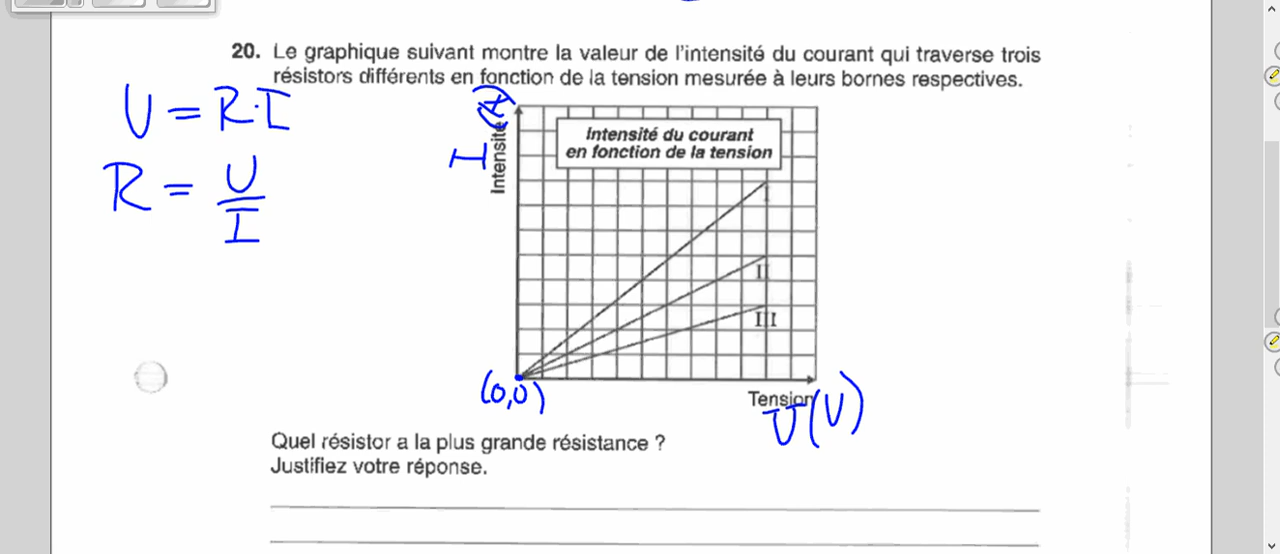 20. Le graphique suivant montre la valeur de l'intensité du courant qui traverse trois
résistors différents en fonction de la tension mesurée à leurs bornes respectives.
U = R·I
R = U/I
I (A)
Intensité
Intensité du courant
en fonction de la tension
I
II
III
(0,0)
Tension
U(V)
Quel résistor a la plus grande résistance ?
Justifiez votre réponse.